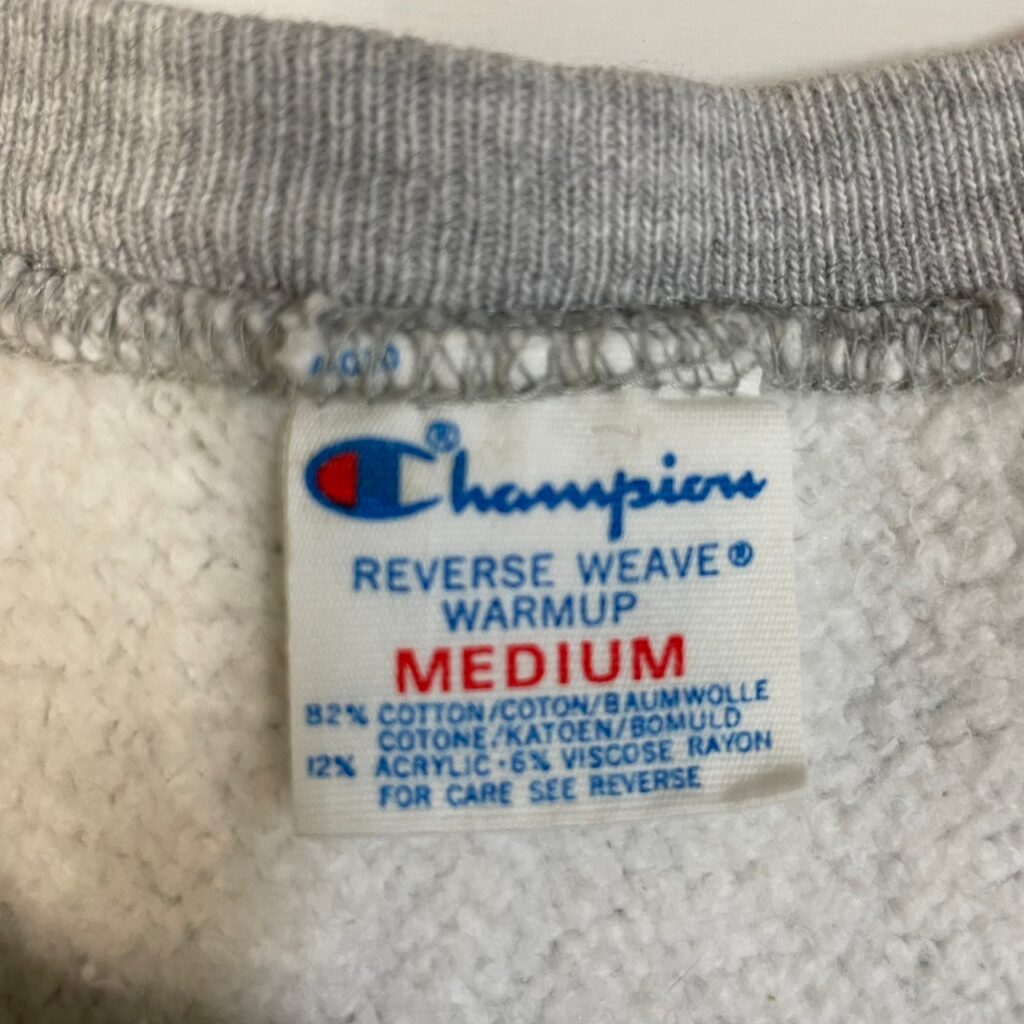 Champion®
REVERSE WEAVE®
WARMUP
MEDIUM
82% COTTON/COTON/BAUMWOLLE
COTONE/KATOEN/BOMULD
12% ACRYLIC·6% VISCOSE RAYON
FOR CARE SEE REVERSE